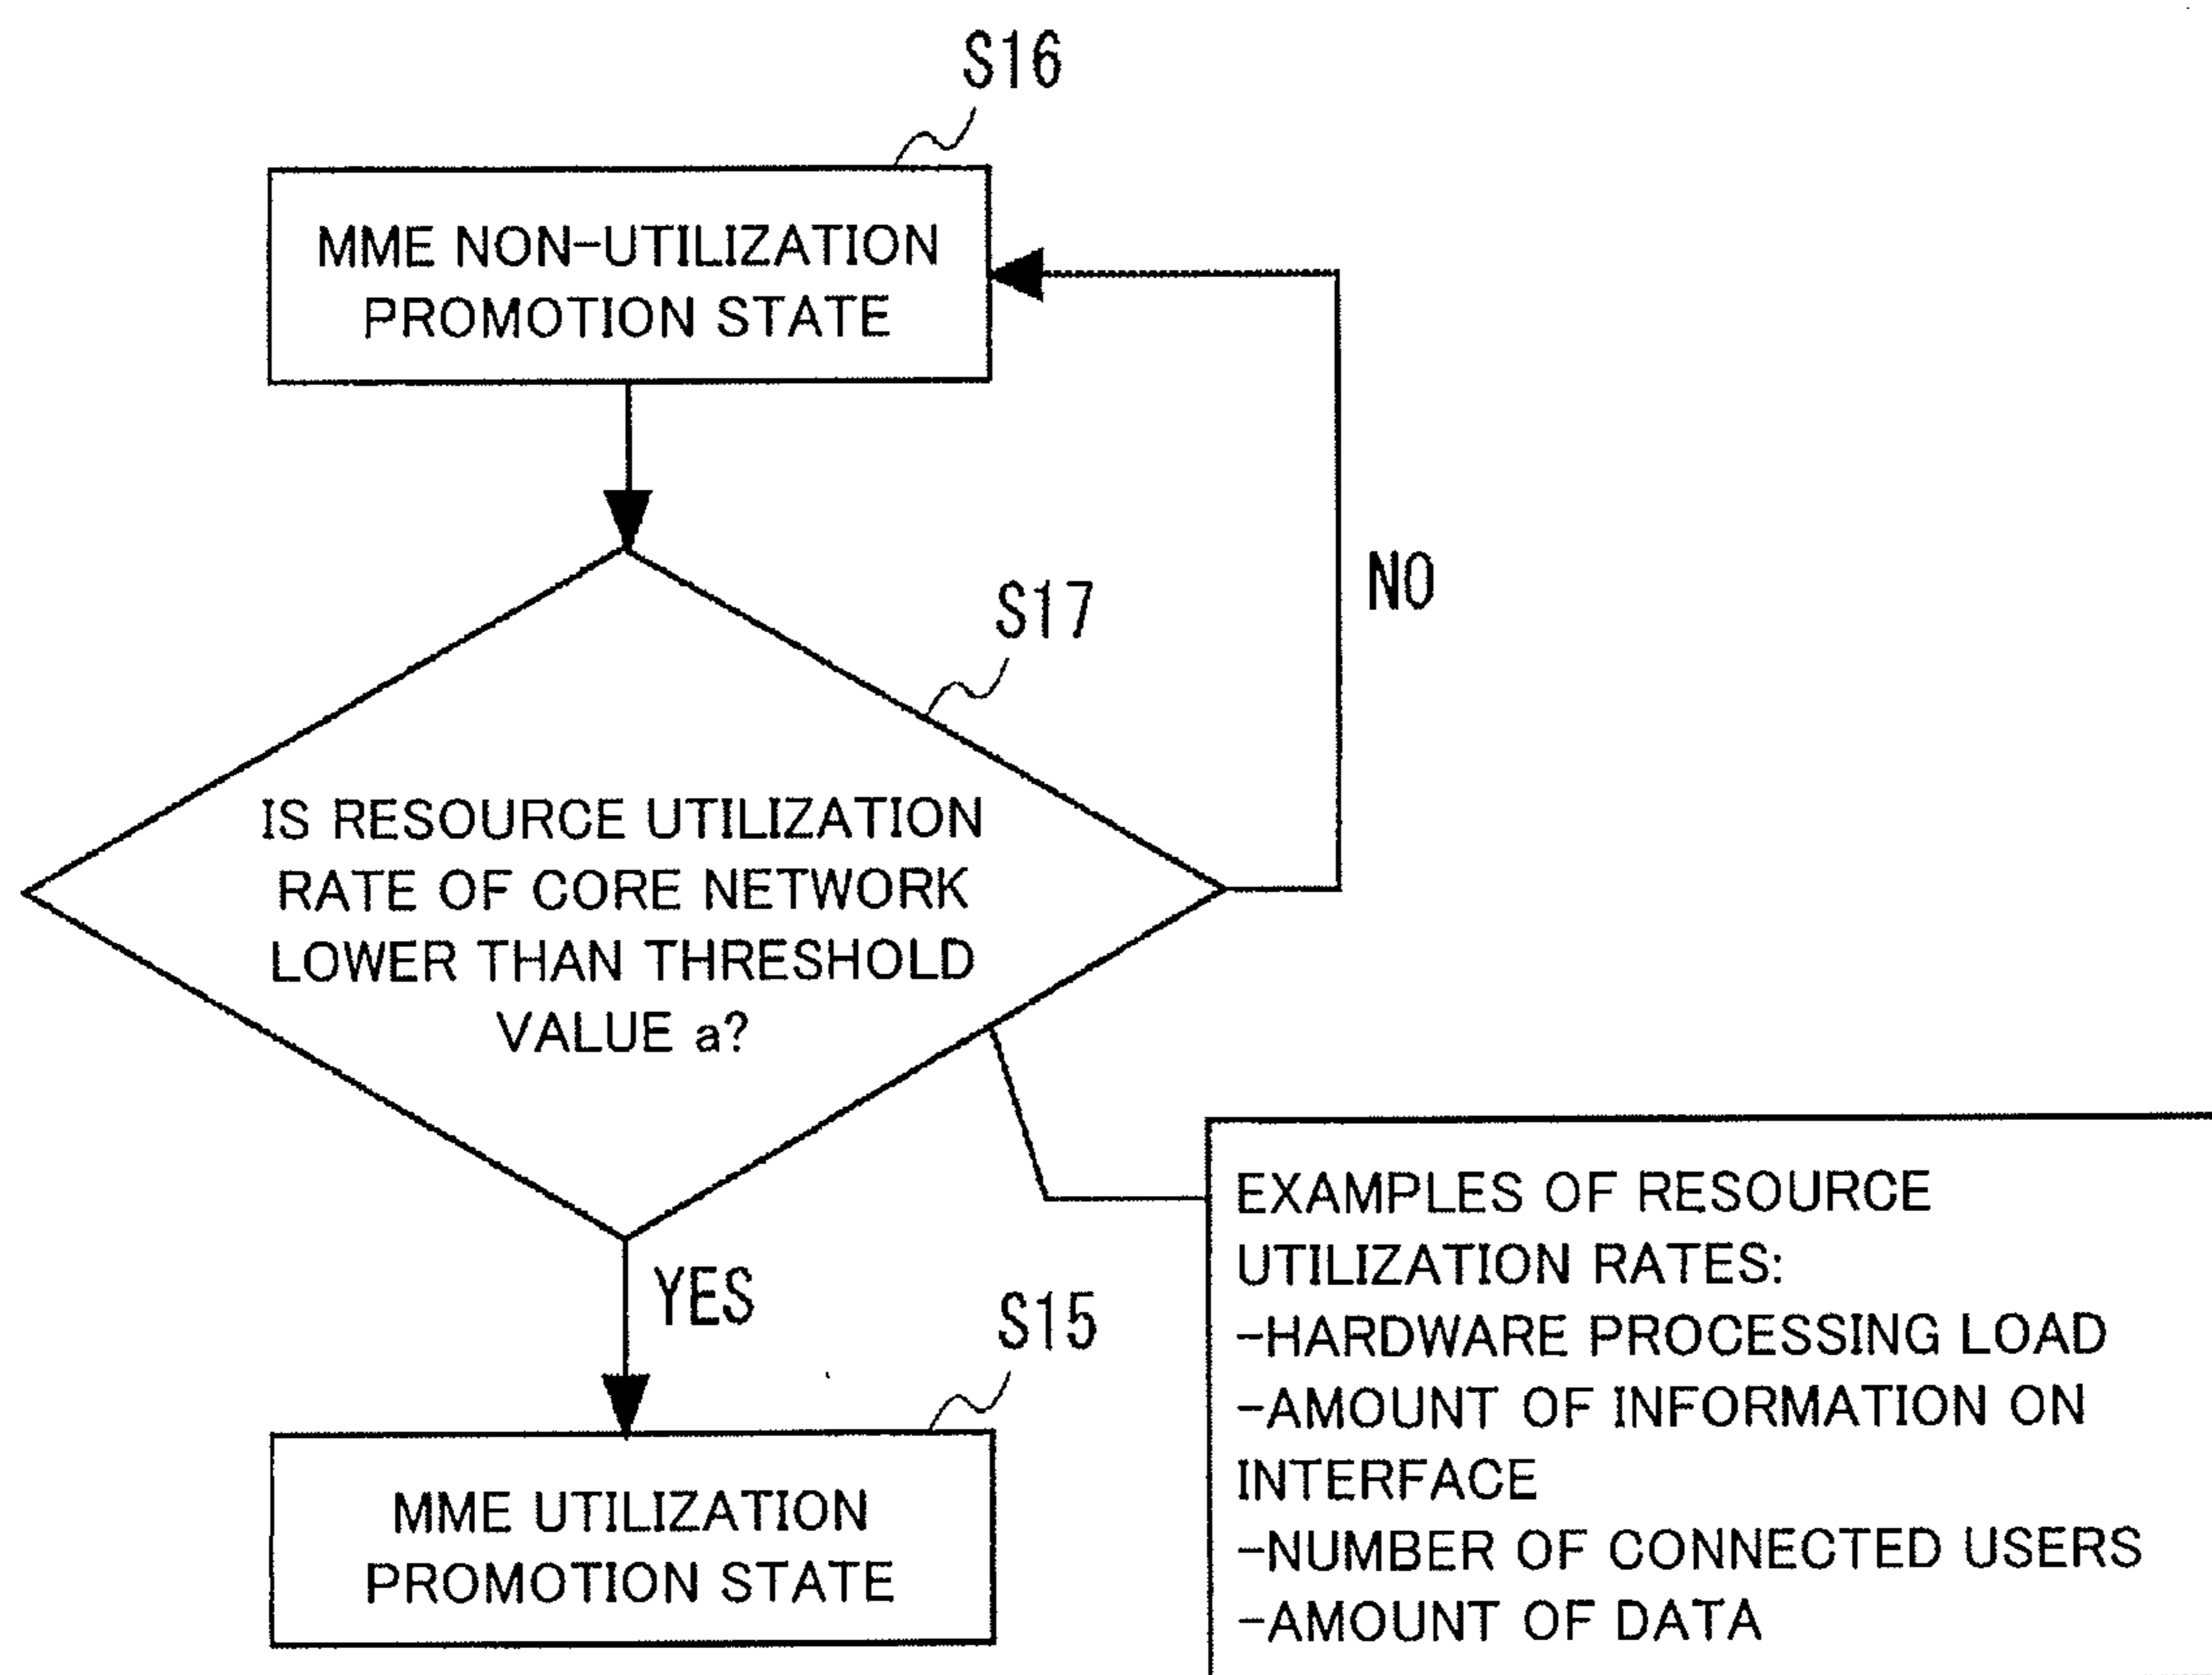 S16
MME NON-UTILIZATION
PROMOTION STATE
NO
S17
IS RESOURCE UTILIZATION
RATE OF CORE NETWORK
LOWER THAN THRESHOLD
VALUE a?
YES
S15
MME UTILIZATION
PROMOTION STATE
EXAMPLES OF RESOURCE
UTILIZATION RATES:
-HARDWARE PROCESSING LOAD
-AMOUNT OF INFORMATION ON
INTERFACE
-NUMBER OF CONNECTED USERS
-AMOUNT OF DATA